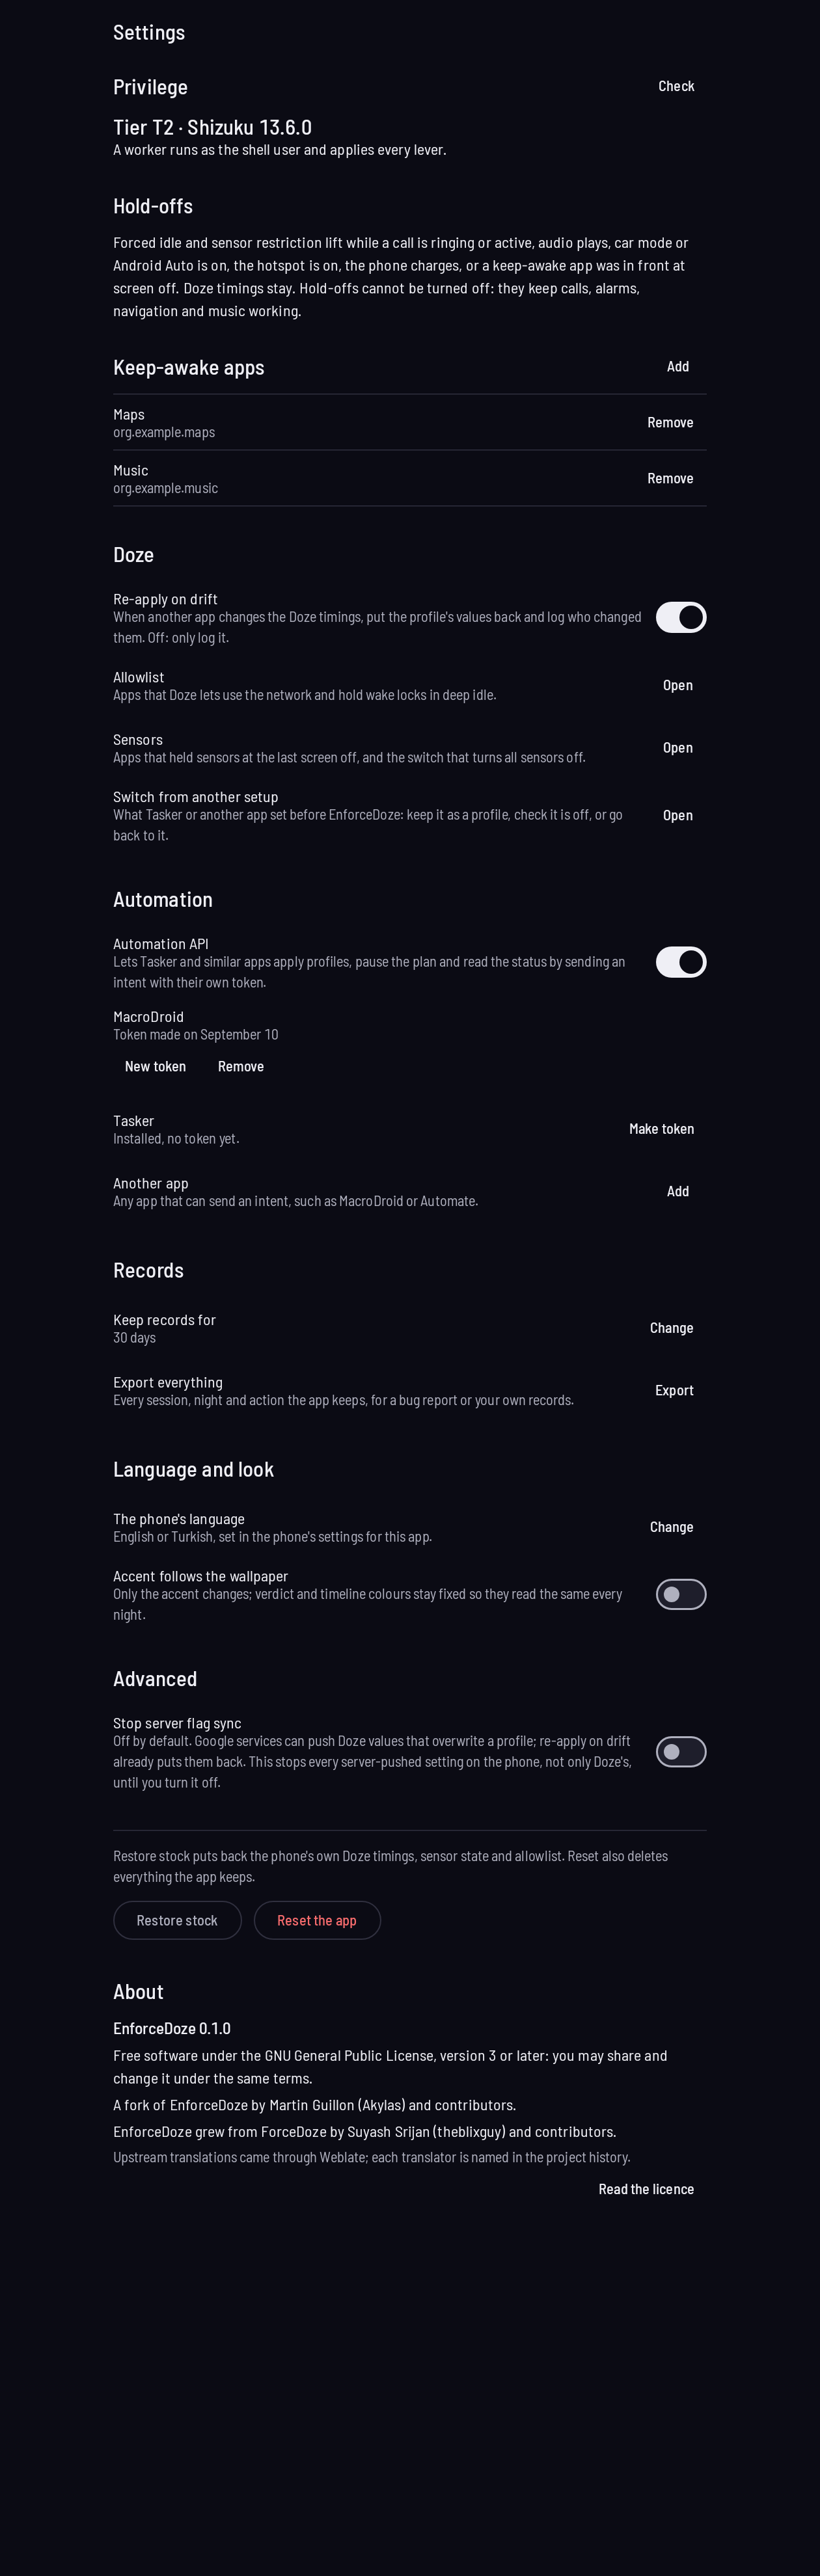 Settings
Privilege
Check
Tier T2 · Shizuku 13.6.0
A worker runs as the shell user and applies every lever.
Hold-offs
Forced idle and sensor restriction lift while a call is ringing or active, audio plays, car mode or
Android Auto is on, the hotspot is on, the phone charges, or a keep-awake app was in front at
screen off. Doze timings stay. Hold-offs cannot be turned off: they keep calls, alarms,
navigation and music working.
Keep-awake apps
Add
Maps
org.example.maps
Remove
Music
org.example.music
Remove
Doze
Re-apply on drift
When another app changes the Doze timings, put the profile's values back and log who changed
them. Off: only log it.
Allowlist
Apps that Doze lets use the network and hold wake locks in deep idle.
Open
Sensors
Apps that held sensors at the last screen off, and the switch that turns all sensors off.
Open
Switch from another setup
What Tasker or another app set before EnforceDoze: keep it as a profile, check it is off, or go
back to it.
Open
Automation
Automation API
Lets Tasker and similar apps apply profiles, pause the plan and read the status by sending an
intent with their own token.
MacroDroid
Token made on September 10
New token
Remove
Tasker
Installed, no token yet.
Make token
Another app
Any app that can send an intent, such as MacroDroid or Automate.
Add
Records
Keep records for
30 days
Change
Export everything
Every session, night and action the app keeps, for a bug report or your own records.
Export
Language and look
The phone's language
English or Turkish, set in the phone's settings for this app.
Change
Accent follows the wallpaper
Only the accent changes; verdict and timeline colours stay fixed so they read the same every
night.
Advanced
Stop server flag sync
Off by default. Google services can push Doze values that overwrite a profile; re-apply on drift
already puts them back. This stops every server-pushed setting on the phone, not only Doze's,
until you turn it off.
Restore stock puts back the phone's own Doze timings, sensor state and allowlist. Reset also deletes
everything the app keeps.
Restore stock
Reset the app
About
EnforceDoze 0.1.0
Free software under the GNU General Public License, version 3 or later: you may share and
change it under the same terms.
A fork of EnforceDoze by Martin Guillon (Akylas) and contributors.
EnforceDoze grew from ForceDoze by Suyash Srijan (theblixguy) and contributors.
Upstream translations came through Weblate; each translator is named in the project history.
Read the licence